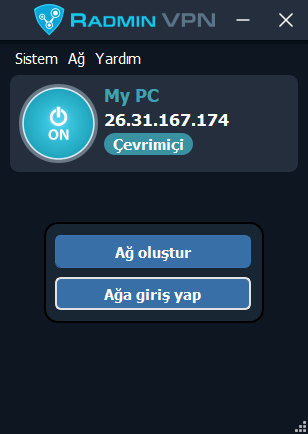 RADMIN VPN
Sistem Ağ Yardım
My PC
26.31.167.174
ON
Çevrimiçi
Ağ oluştur
Ağa giriş yap